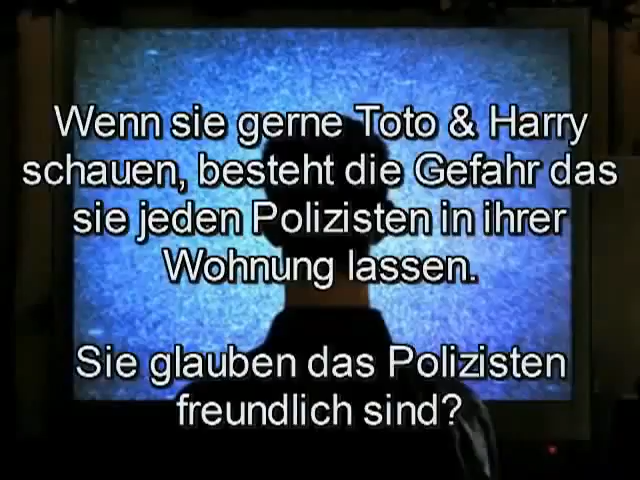 Wenn sie gerne Toto & Harry
schauen, besteht die Gefahr das
sie jeden Polizisten in ihrer
Wohnung lassen.
Sie glauben das Polizisten
freundlich sind?